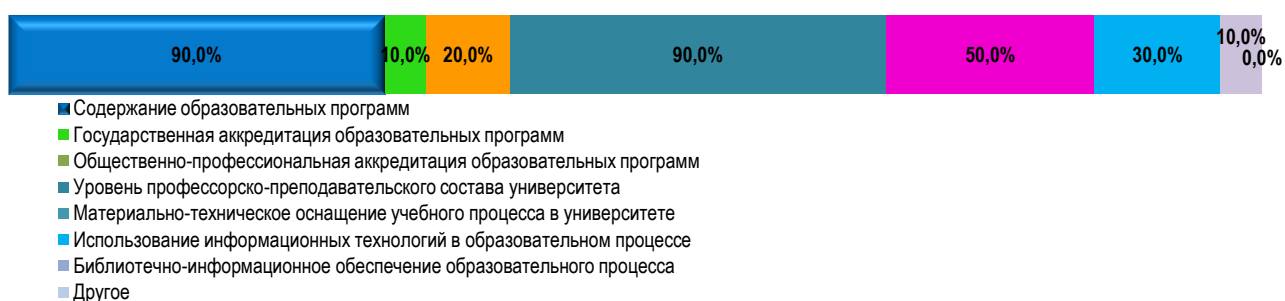 90,0% 10,0% 20,0% 90,0% 50,0% 30,0% 10,0%
0,0%
Содержание образовательных программ
Государственная аккредитация образовательных программ
Общественно-профессиональная аккредитация образовательных программ
Уровень профессорско-преподавательского состава университета
Материально-техническое оснащение учебного процесса в университете
Использование информационных технологий в образовательном процессе
Библиотечно-информационное обеспечение образовательного процесса
Другое